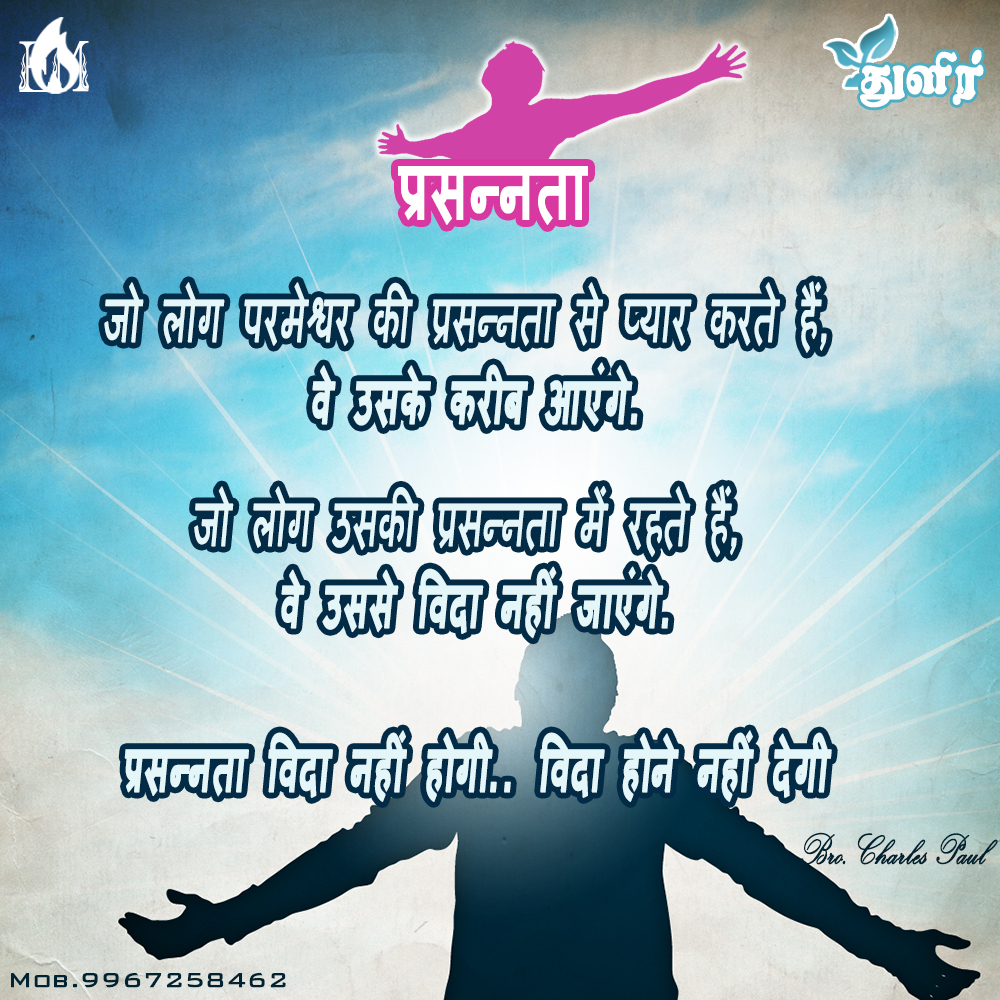 துளிர்
प्रसन्नता
जो लोग परमेश्वर की प्रसन्नता से प्यार करते हैं,
वे उसके करीब आएंगे.
जो लोग उसकी प्रसन्नता में रहते हैं,
वे उससे विदा नहीं जाएंगे.
प्रसन्नता विदा नहीं होगी.. विदा होने नहीं देगी
Bro. Charles Paul
Mob.9967258462